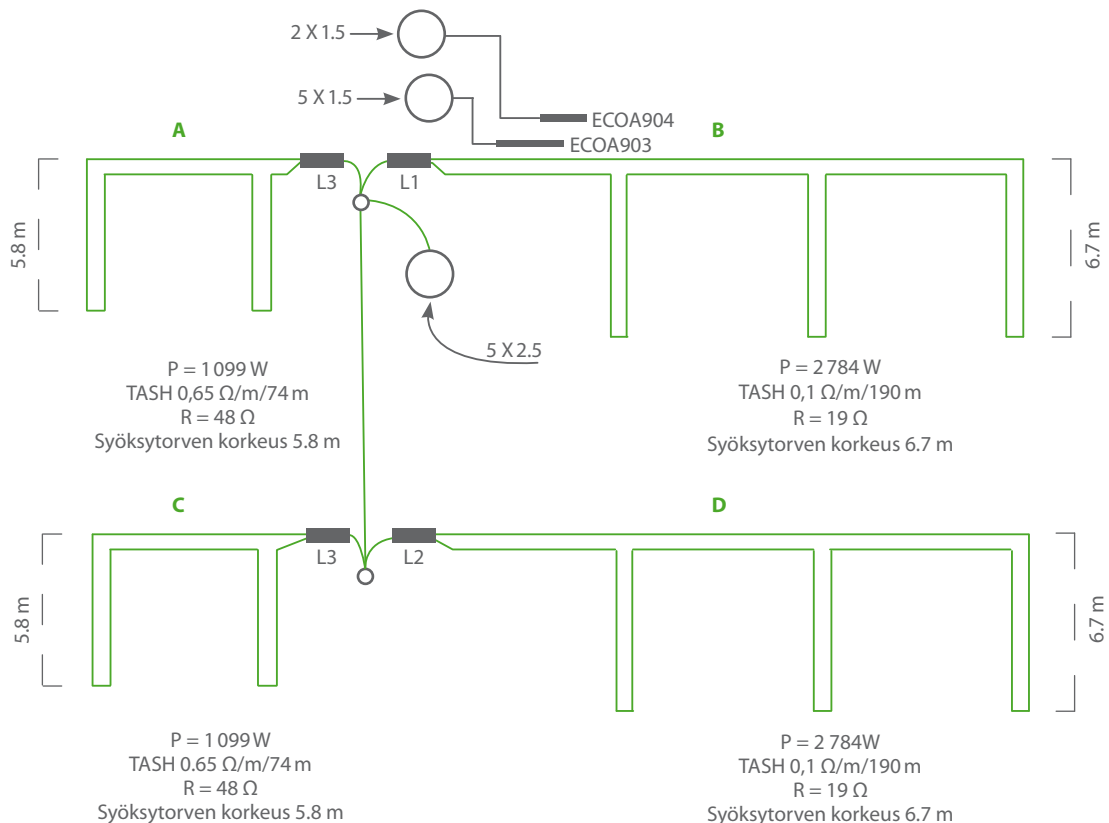 2 X 1.5
5 X 1.5
ECOA904
ECOA903
A
B
L3
L1
5.8 m
6.7 m
5 X 2.5
P = 1 099 W
TASH 0,65 Ω/m/74 m
R = 48 Ω
Syöksytorven korkeus 5.8 m
P = 2 784 W
TASH 0,1 Ω/m/190 m
R = 19 Ω
Syöksytorven korkeus 6.7 m
C
D
L3
L2
5.8 m
6.7 m
P = 1 099 W
TASH 0.65 Ω/m/74 m
R = 48 Ω
Syöksytorven korkeus 5.8 m
P = 2 784W
TASH 0,1 Ω/m/190 m
R = 19 Ω
Syöksytorven korkeus 6.7 m